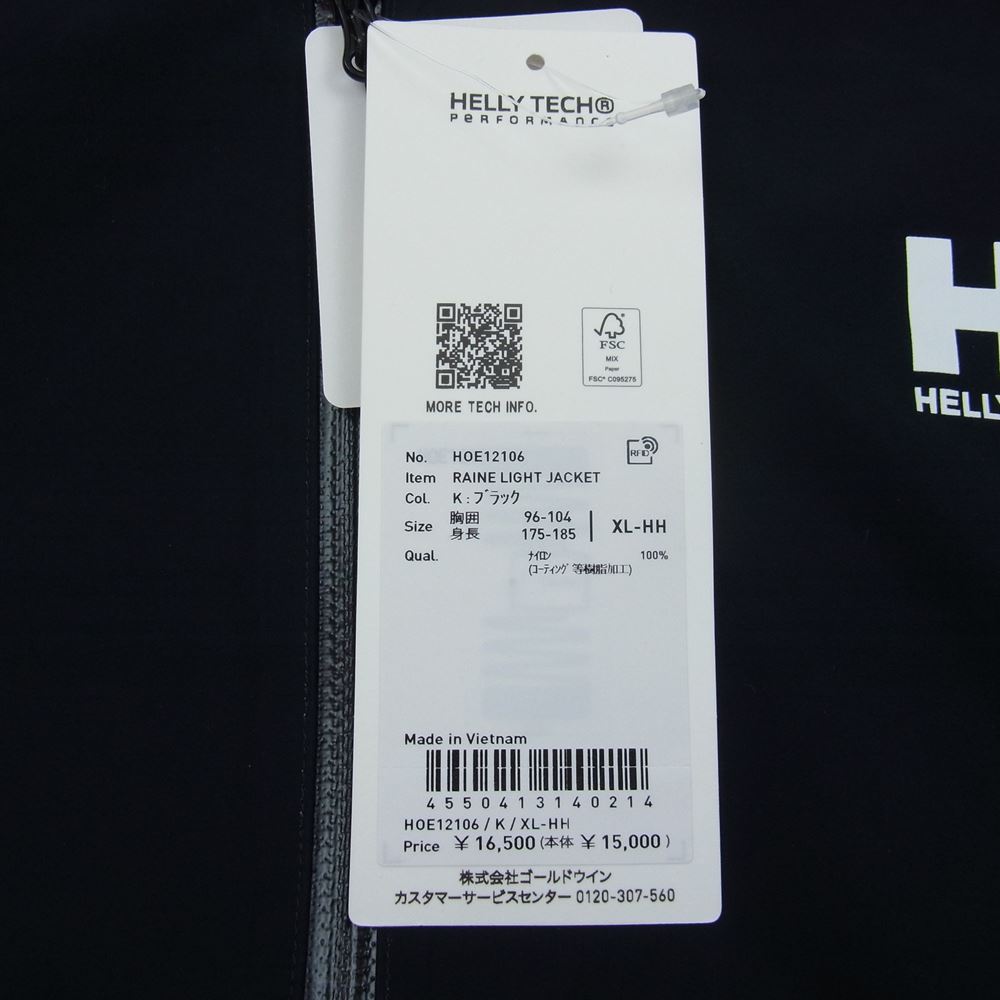 HELLY TECH®
PERFORMANCE
FSC
MIX
Paper
FSC® C095275
MORE TECH INFO.
No. HOE12106
RFID
Item RAINE LIGHT JACKET
Col. K:ブラック
Size 胸囲 96-104
身長 175-185 XL-HH
Qual. ナイロン 100%
(コーティング等樹脂加工)
Made in Vietnam
4550413140214
HOE12106/K/XL-HH
Price ¥16,500(本体 ¥15,000)
株式会社ゴールドウイン
カスタマーサービスセンター 0120-307-560
H
HELLY